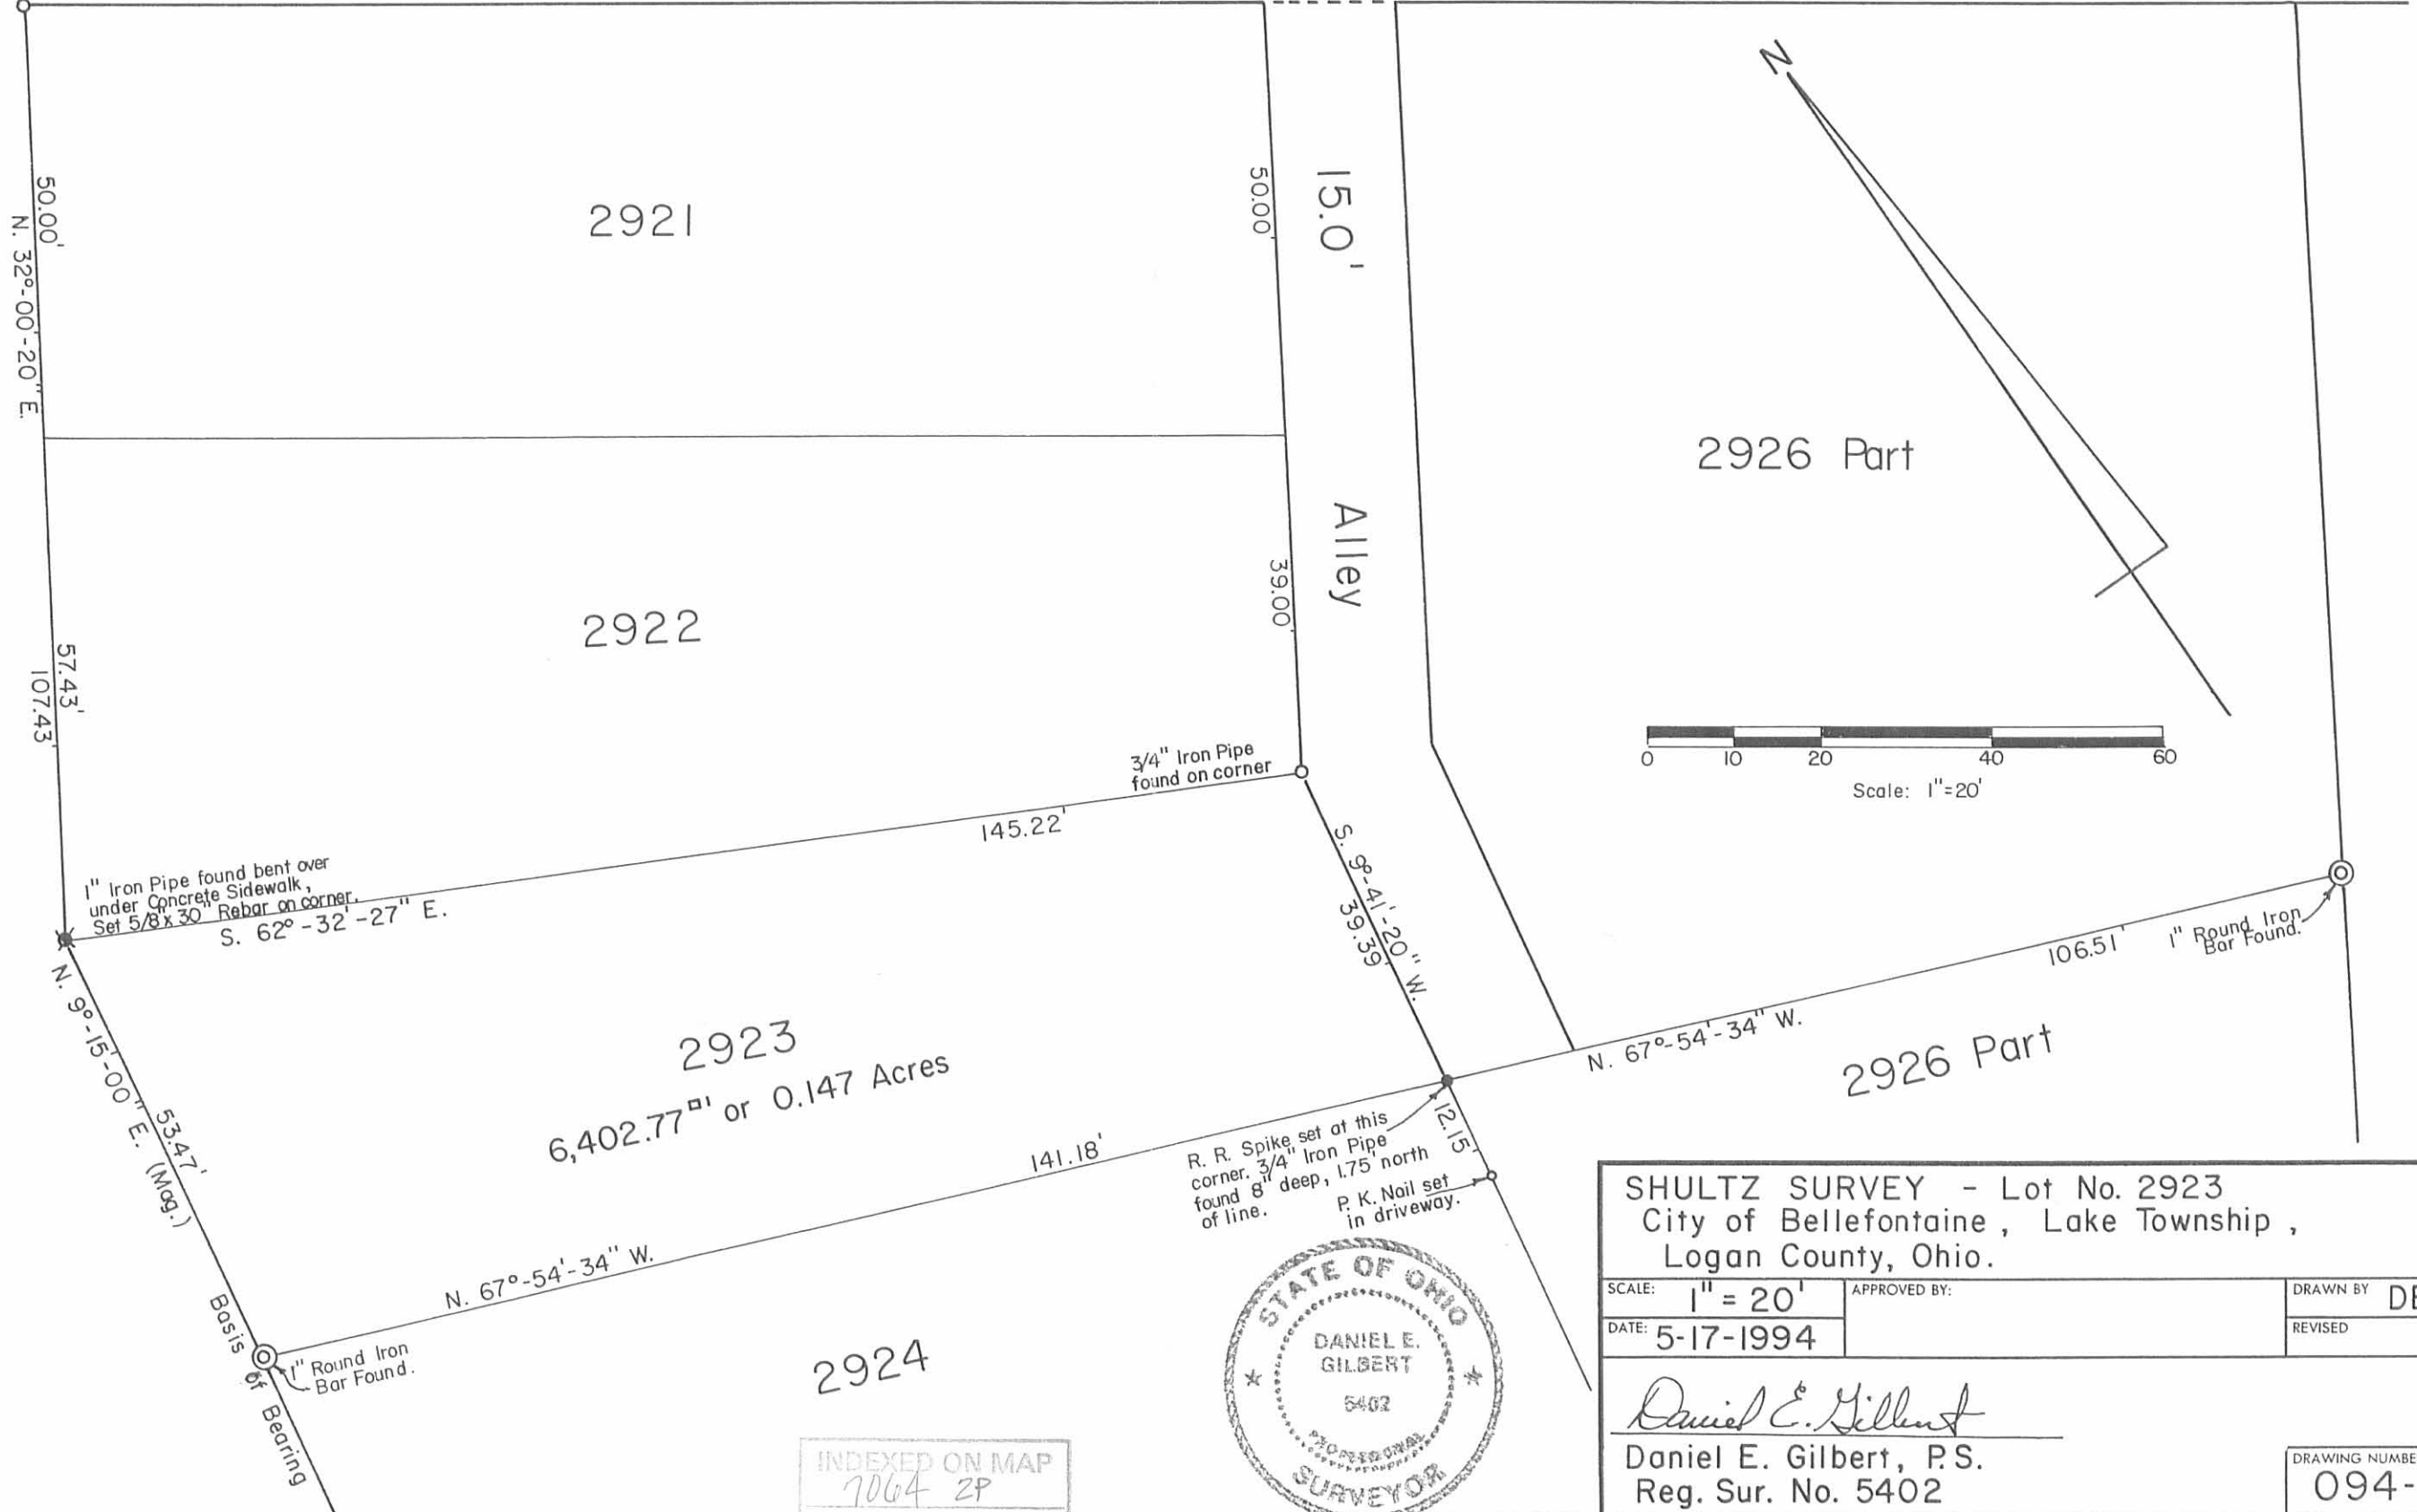 50.00'
N. 32°-00'-20" E.
2921
50.00'
15.0' Alley
N
2926 Part
57.43'
107.43'
2922
39.00'
3/4" Iron Pipe
found on corner
0 10 20 40 60
Scale: 1"=20'
145.22'
1" Iron Pipe found bent over
under Concrete Sidewalk,
Set 5/8"x 30" Rebar on corner.
S. 62°-32'-27" E.
S. 9°-41'-20" W.
39.39'
106.51'
1" Round Iron
Bar Found.
N. 67°-54'-34" W.
2926 Part
N. 9°-15'-00" E. (Mag.)
53.47'
Basis of Bearing
2923
6,402.77□' or 0.147 Acres
141.18'
N. 67°-54'-34" W.
R. R. Spike set at this
corner. 3/4" Iron Pipe
found 8" deep, 1.75' north
of line.
12.15'
P. K. Nail set
in driveway.
1" Round Iron
Bar Found.
2924
INDEXED ON MAP
7064 2P
STATE OF OHIO
DANIEL E.
GILBERT
5402
PROFESSIONAL
SURVEYOR
SHULTZ SURVEY - Lot No. 2923
City of Bellefontaine, Lake Township,
Logan County, Ohio.
SCALE: 1" = 20'
APPROVED BY:
DRAWN BY DE
DATE: 5-17-1994
REVISED
Daniel E. Gilbert
Daniel E. Gilbert, P.S.
Reg. Sur. No. 5402
DRAWING NUMBE
094-